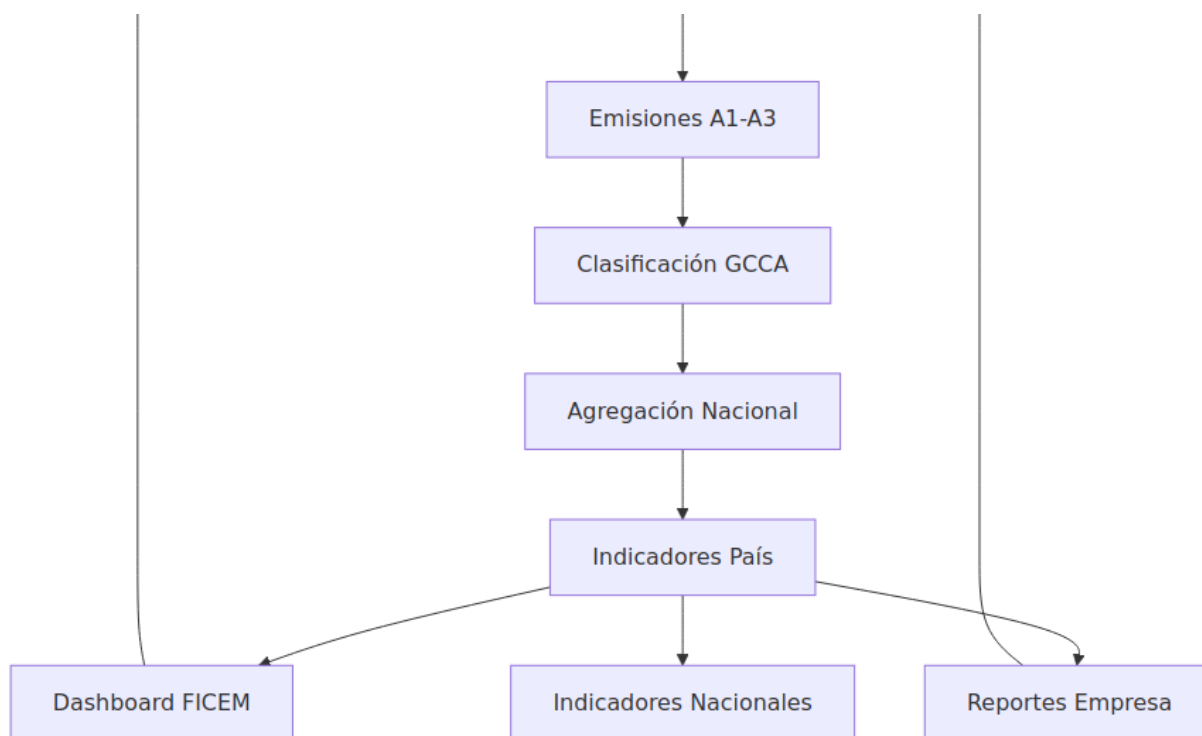 Emisiones A1-A3
Clasificación GCCA
Agregación Nacional
Indicadores País
Dashboard FICEM
Indicadores Nacionales
Reportes Empresa